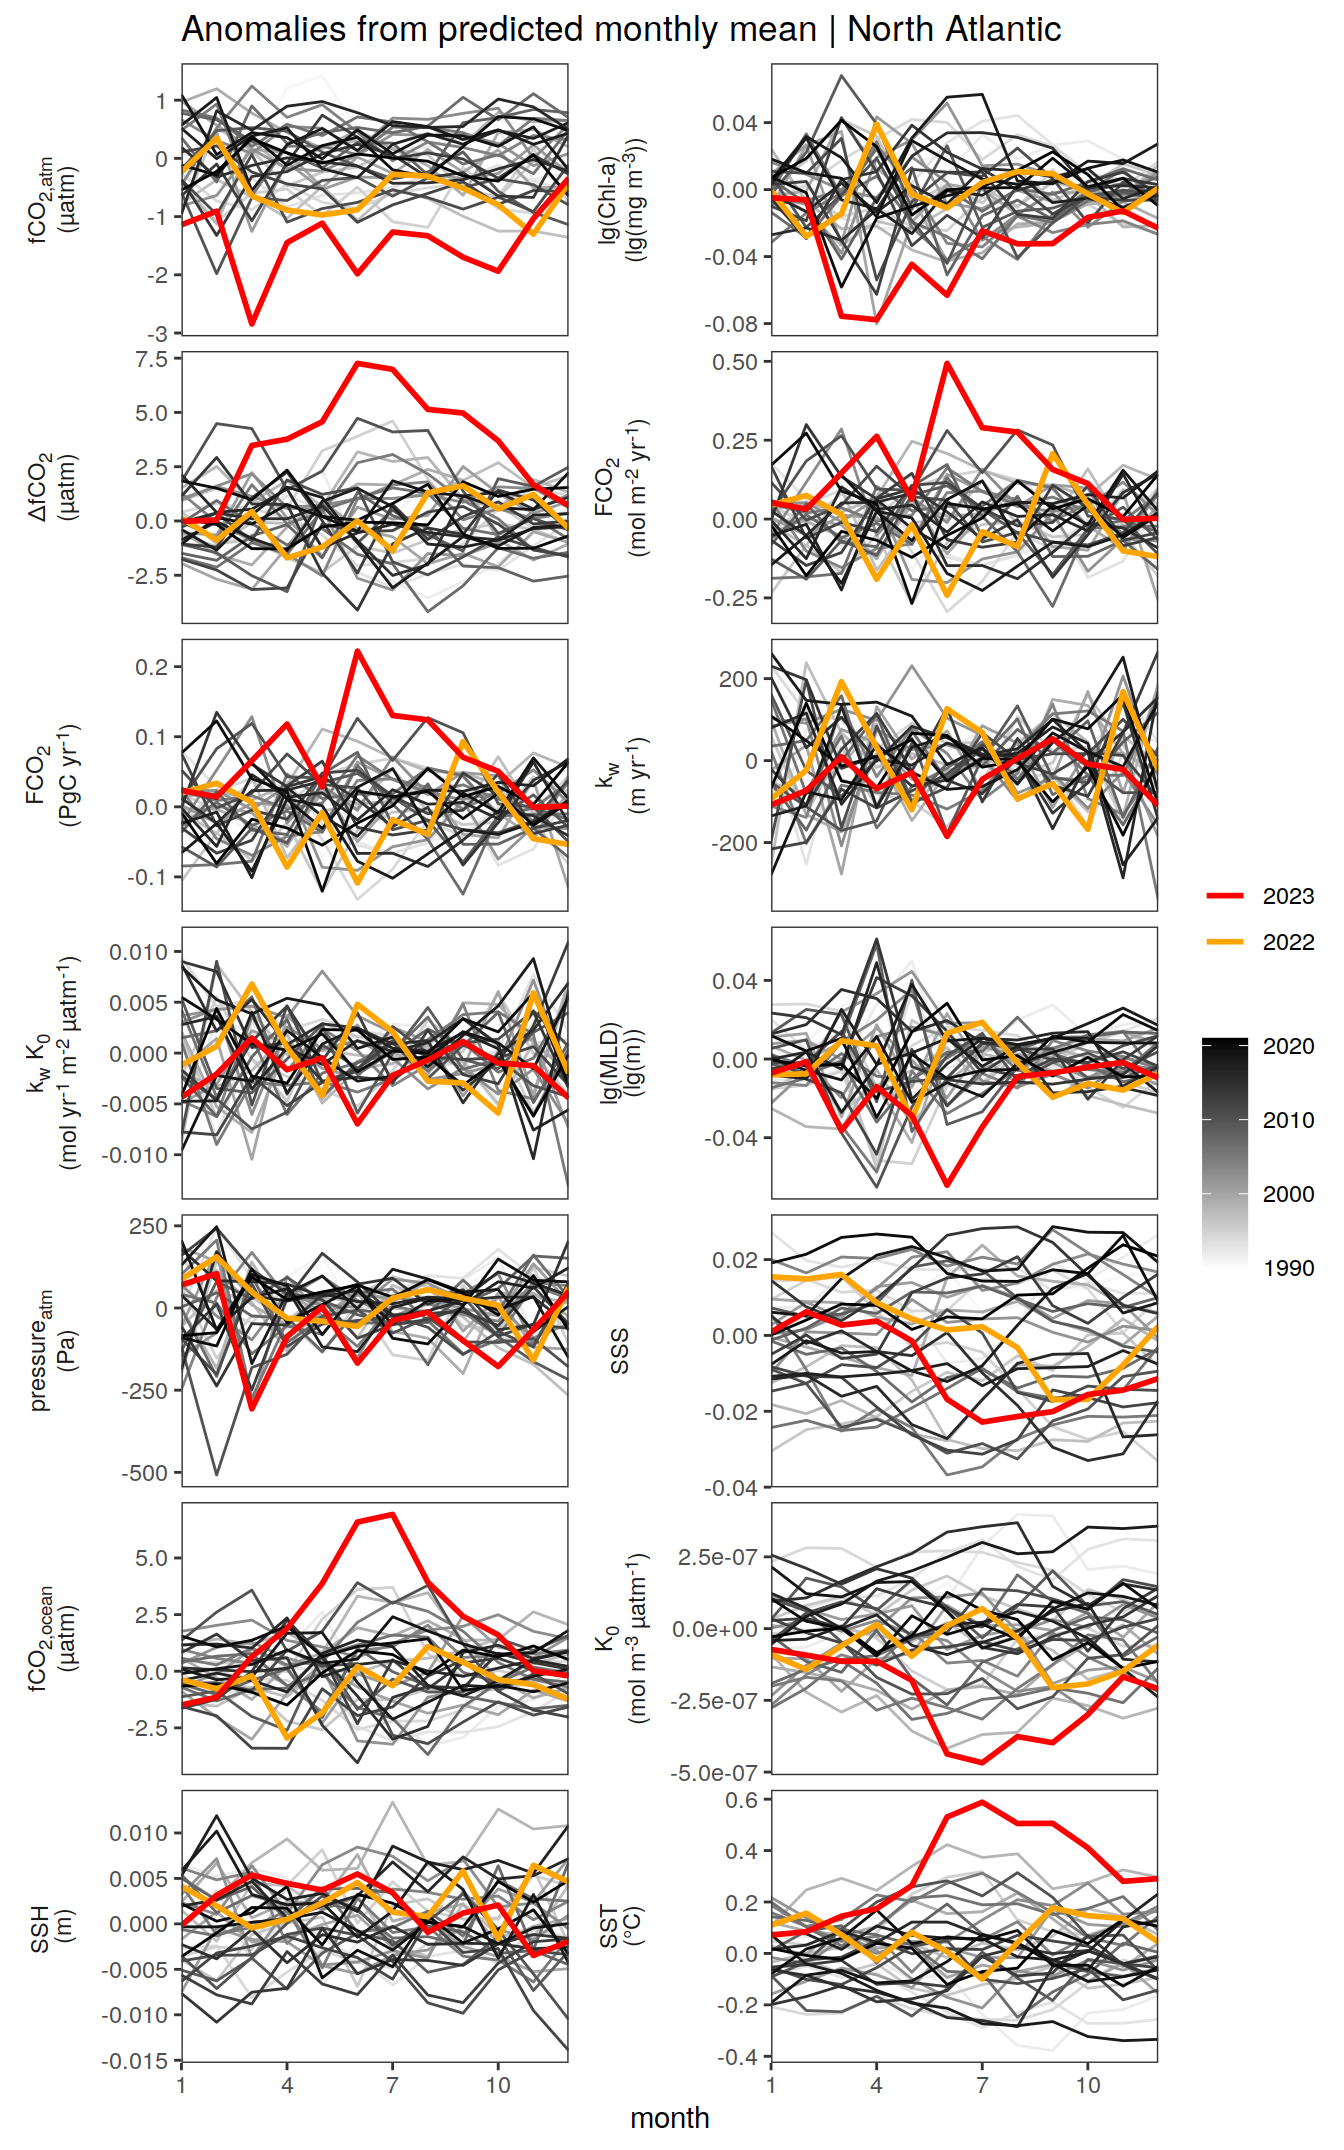 Anomalies from predicted monthly mean | North Atlantic
fCO2,atm
(µatm)
1
0
-1
-2
-3
lg(Chl-a)
(lg(mg m-3))
0.04
0.00
-0.04
-0.08
ΔfCO2
(µatm)
7.5
5.0
2.5
0.0
-2.5
FCO2
(mol m-2 yr-1)
0.50
0.25
0.00
-0.25
FCO2
(PgC yr-1)
0.2
0.1
0.0
-0.1
kw
(m yr-1)
200
0
-200
kw K0
(mol yr-1 m-2 µatm-1)
0.010
0.005
0.000
-0.005
-0.010
lg(MLD)
(lg(m))
0.04
0.00
-0.04
pressureatm
(Pa)
250
0
-250
-500
SSS
0.02
0.00
-0.02
-0.04
fCO2,ocean
(µatm)
5.0
2.5
0.0
-2.5
K0
(mol m-3 µatm-1)
2.5e-07
0.0e+00
-2.5e-07
-5.0e-07
SSH
(m)
0.010
0.005
0.000
-0.005
-0.010
-0.015
SST
(°C)
0.6
0.4
0.2
0.0
-0.2
-0.4
1 4 7 10
1 4 7 10
month
2023
2022
2020
2010
2000
1990